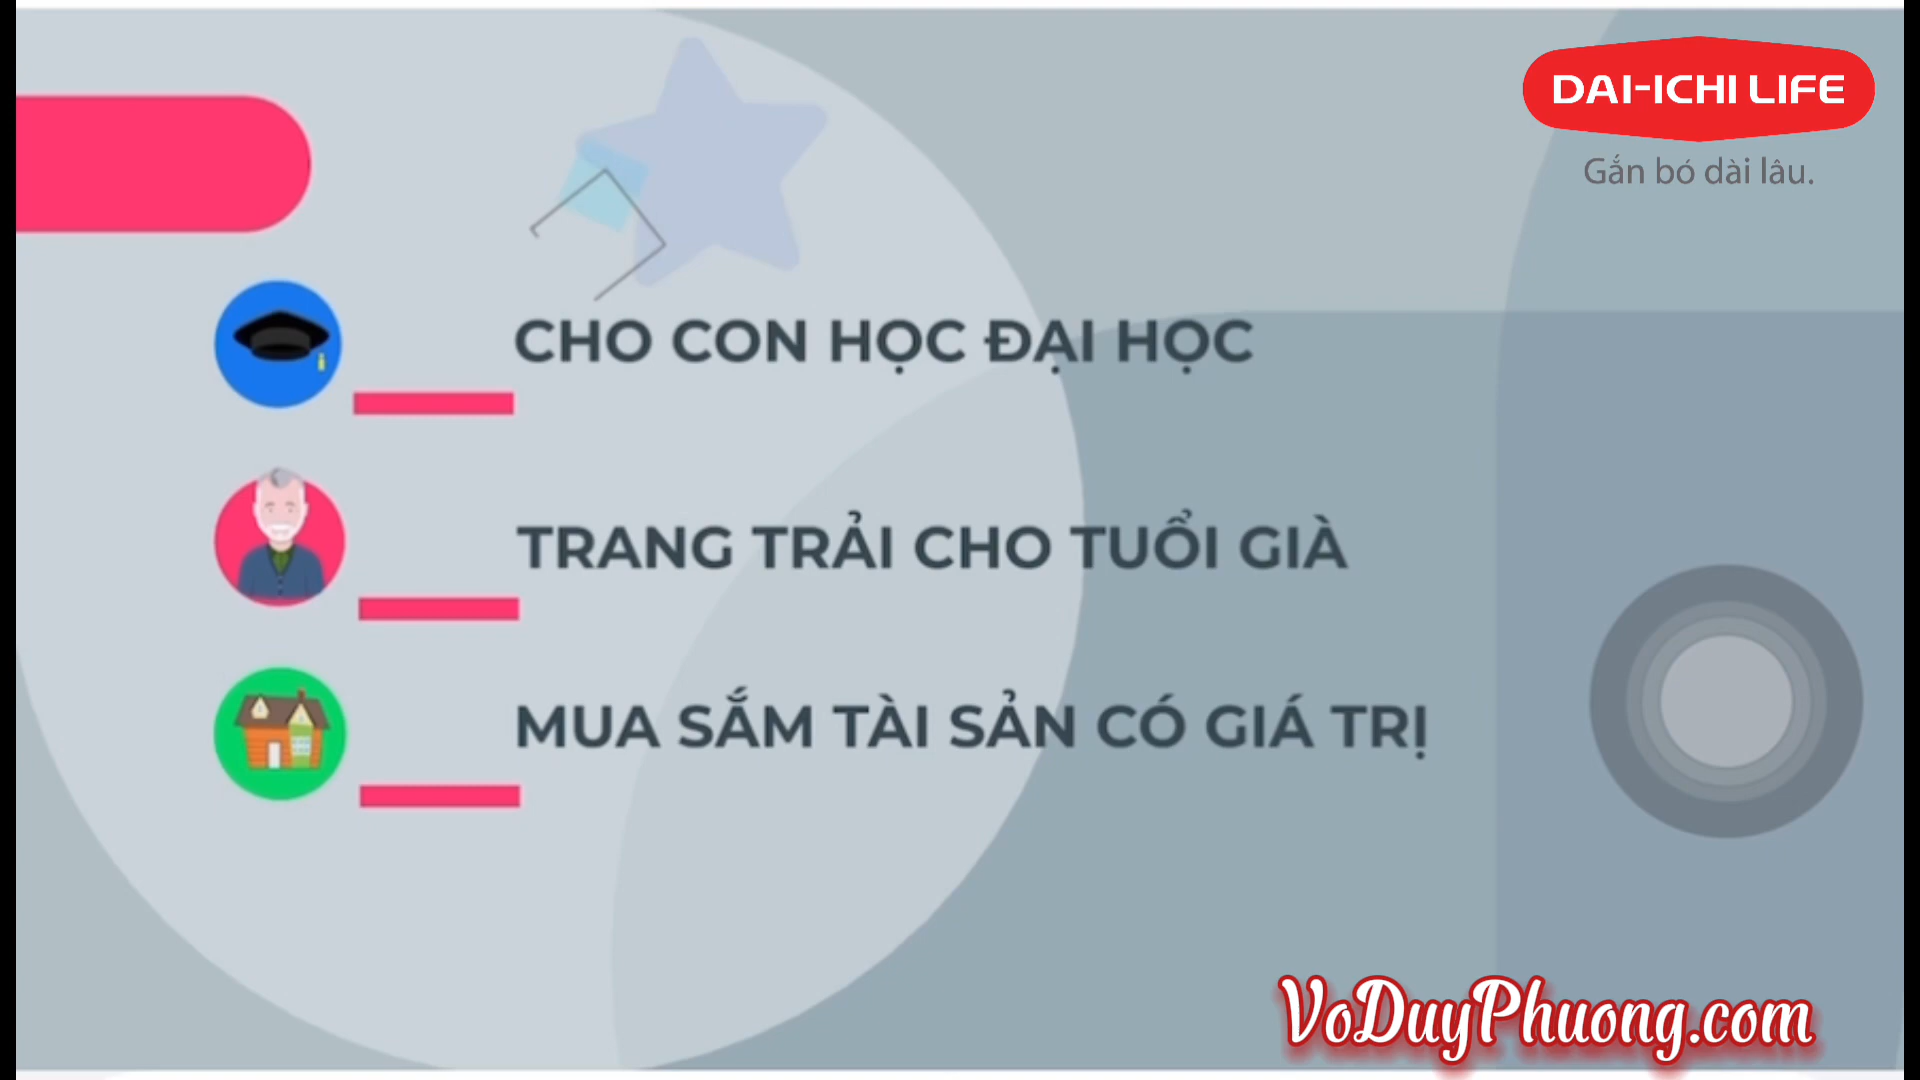 DAI-ICHI LIFE
Gắn bó dài lâu.
CHO CON HỌC ĐẠI HỌC
TRANG TRẢI CHO TUỔI GIÀ
MUA SẮM TÀI SẢN CÓ GIÁ TRỊ
VoDuyPhuong.com